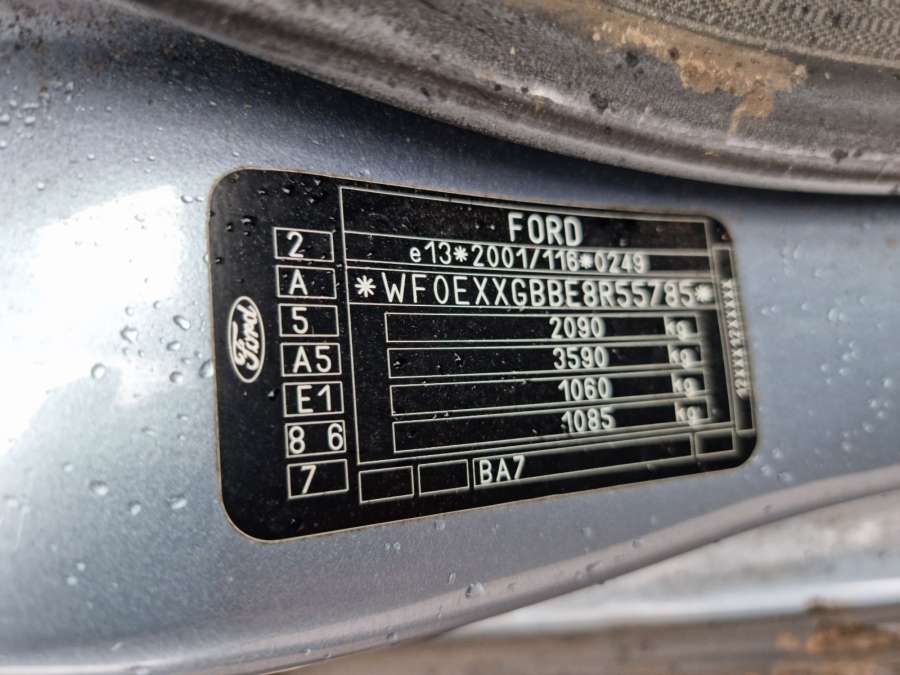 FORD
e13*2001/116*0249
*WF0EXXGBBE8R55785*
2090 kg
3590 kg
1060 kg
1085 kg
BA7
2
A
5
A5
E1
8 6
7
Ford